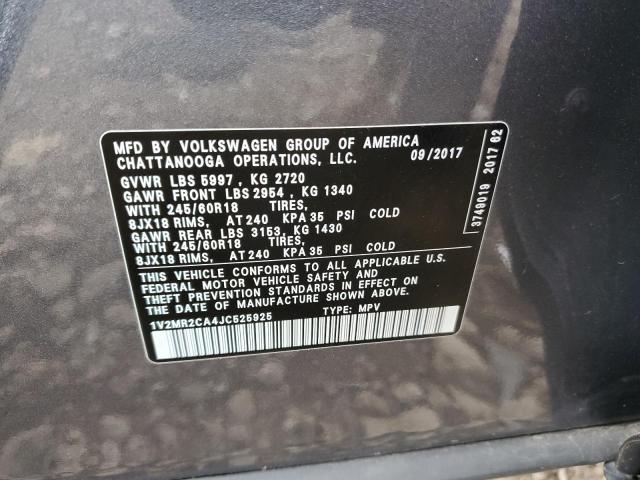 MFD BY VOLKSWAGEN GROUP OF AMERICA
CHATTANOOGA OPERATIONS, LLC. 09/2017
GVWR LBS 5997 , KG 2720
GAWR FRONT LBS 2954 , KG 1340
WITH 245/60R18 TIRES,
8JX18 RIMS, AT 240 KPA 35 PSI COLD
GAWR REAR LBS 3153, KG 1430
WITH 245/60R18 TIRES,
8JX18 RIMS, AT 240 KPA 35 PSI COLD
THIS VEHICLE CONFORMS TO ALL APPLICABLE U.S.
FEDERAL MOTOR VEHICLE SAFETY AND
THEFT PREVENTION STANDARDS IN EFFECT ON
THE DATE OF MANUFACTURE SHOWN ABOVE
1V2MR2CA4JC525925 TYPE: MPV
3749019 2017 62